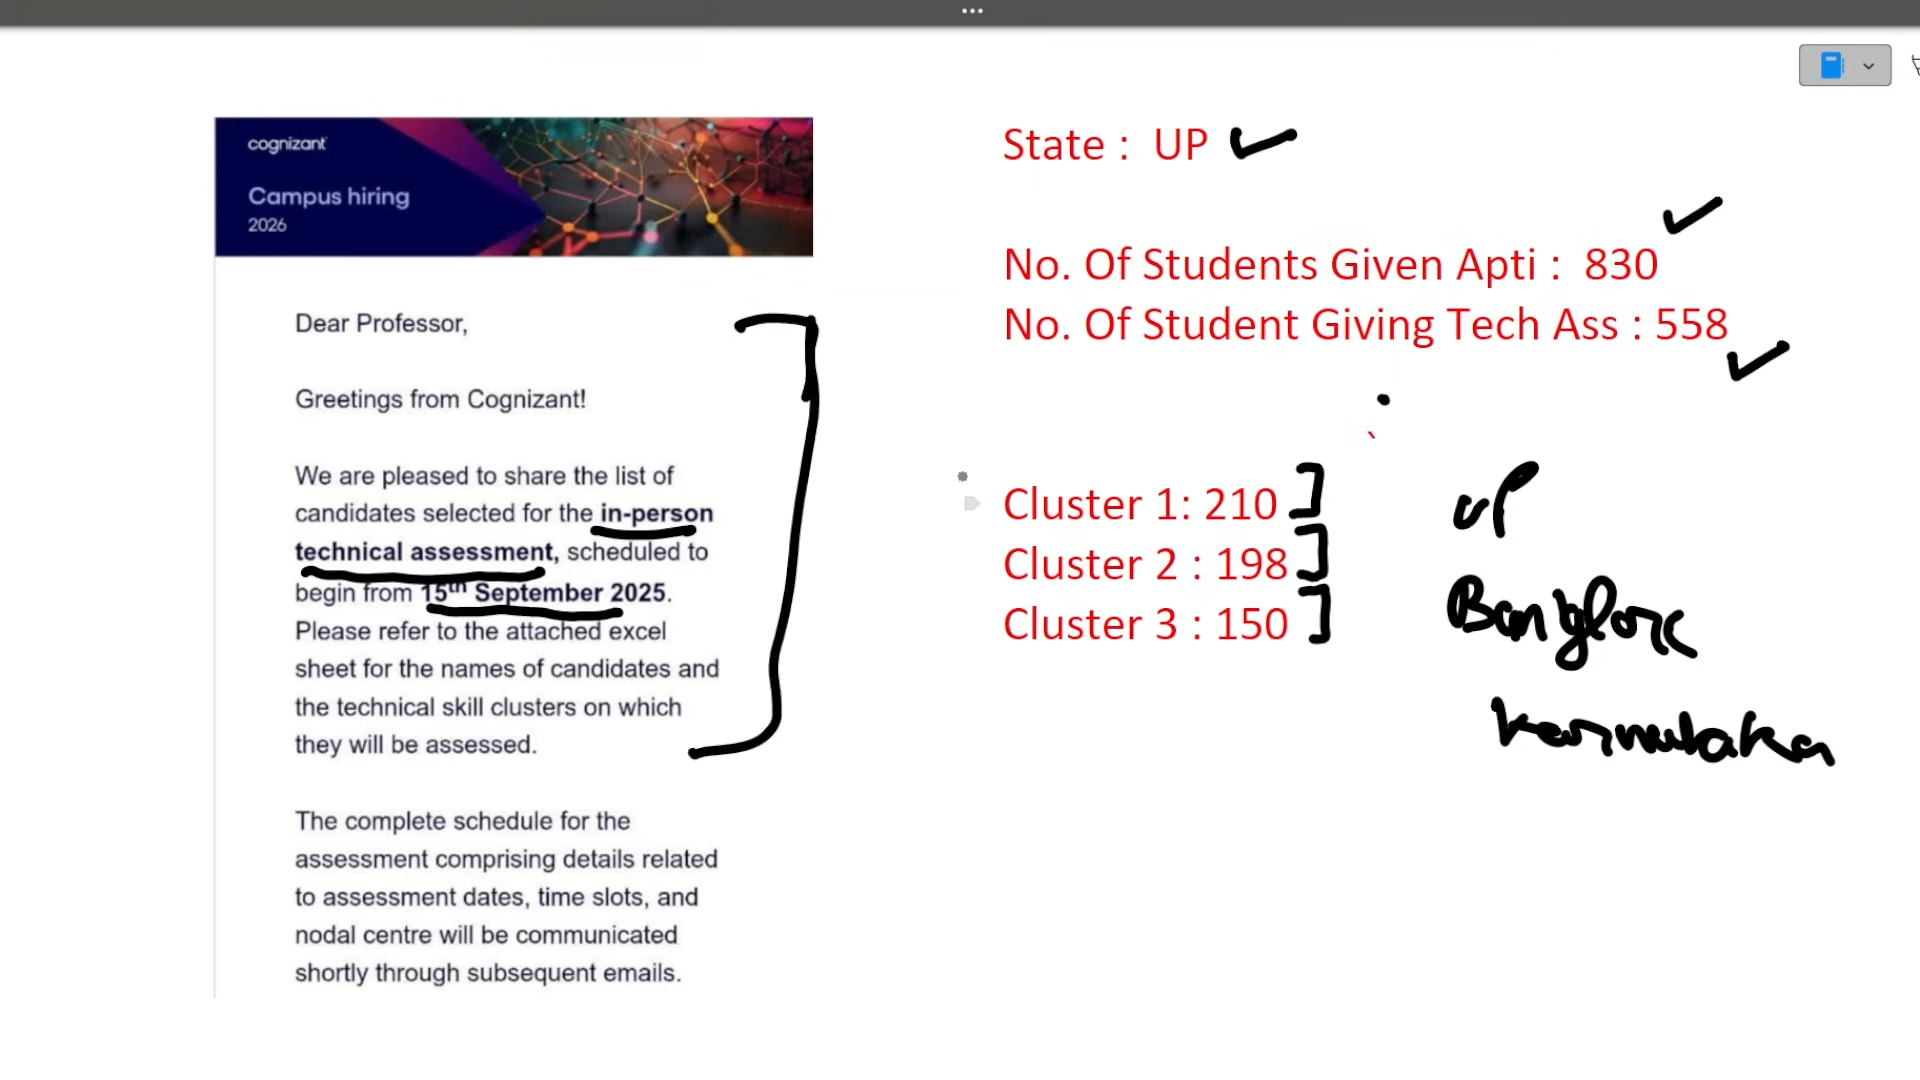 cognizant
Campus hiring
2026
Dear Professor,
Greetings from Cognizant!
We are pleased to share the list of
candidates selected for the in-person
technical assessment, scheduled to
begin from 15th September 2025.
Please refer to the attached excel
sheet for the names of candidates and
the technical skill clusters on which
they will be assessed.
The complete schedule for the
assessment comprising details related
to assessment dates, time slots, and
nodal centre will be communicated
shortly through subsequent emails.
State : UP
No. Of Students Given Apti : 830
No. Of Student Giving Tech Ass : 558
Cluster 1: 210
Cluster 2 : 198
Cluster 3 : 150
UP